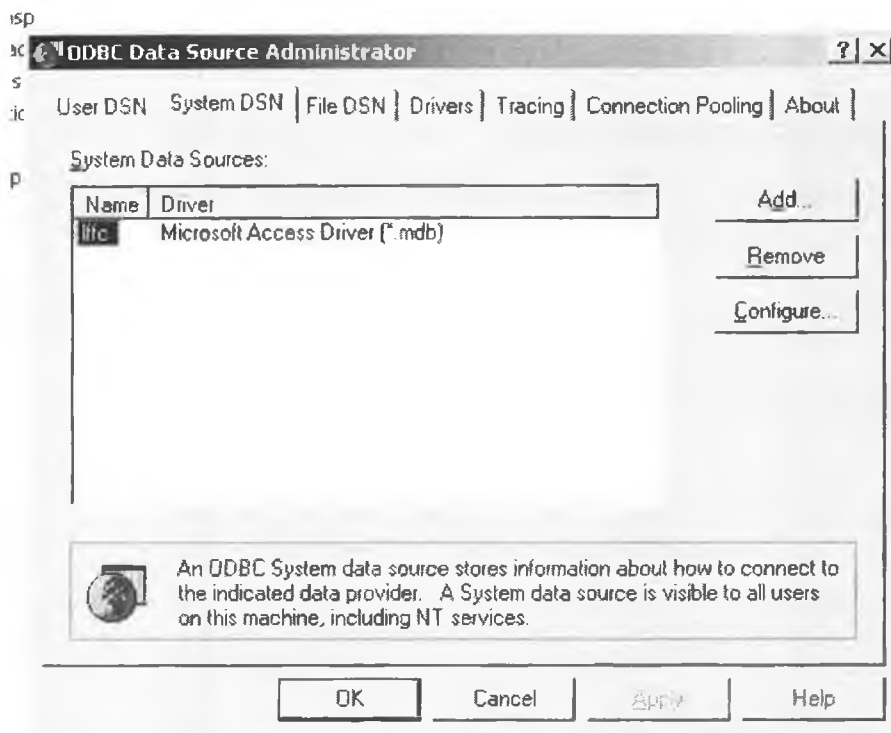 ODBC Data Source Administrator
User DSN System DSN File DSN Drivers Tracing Connection Pooling About
System Data Sources:
Name Driver
Microsoft Access Driver (*.mdb)
Add...
Remove
Configure...
An ODBC System data source stores information about how to connect to
the indicated data provider. A System data source is visible to all users
on this machine, including NT services.
OK Cancel Apply Help